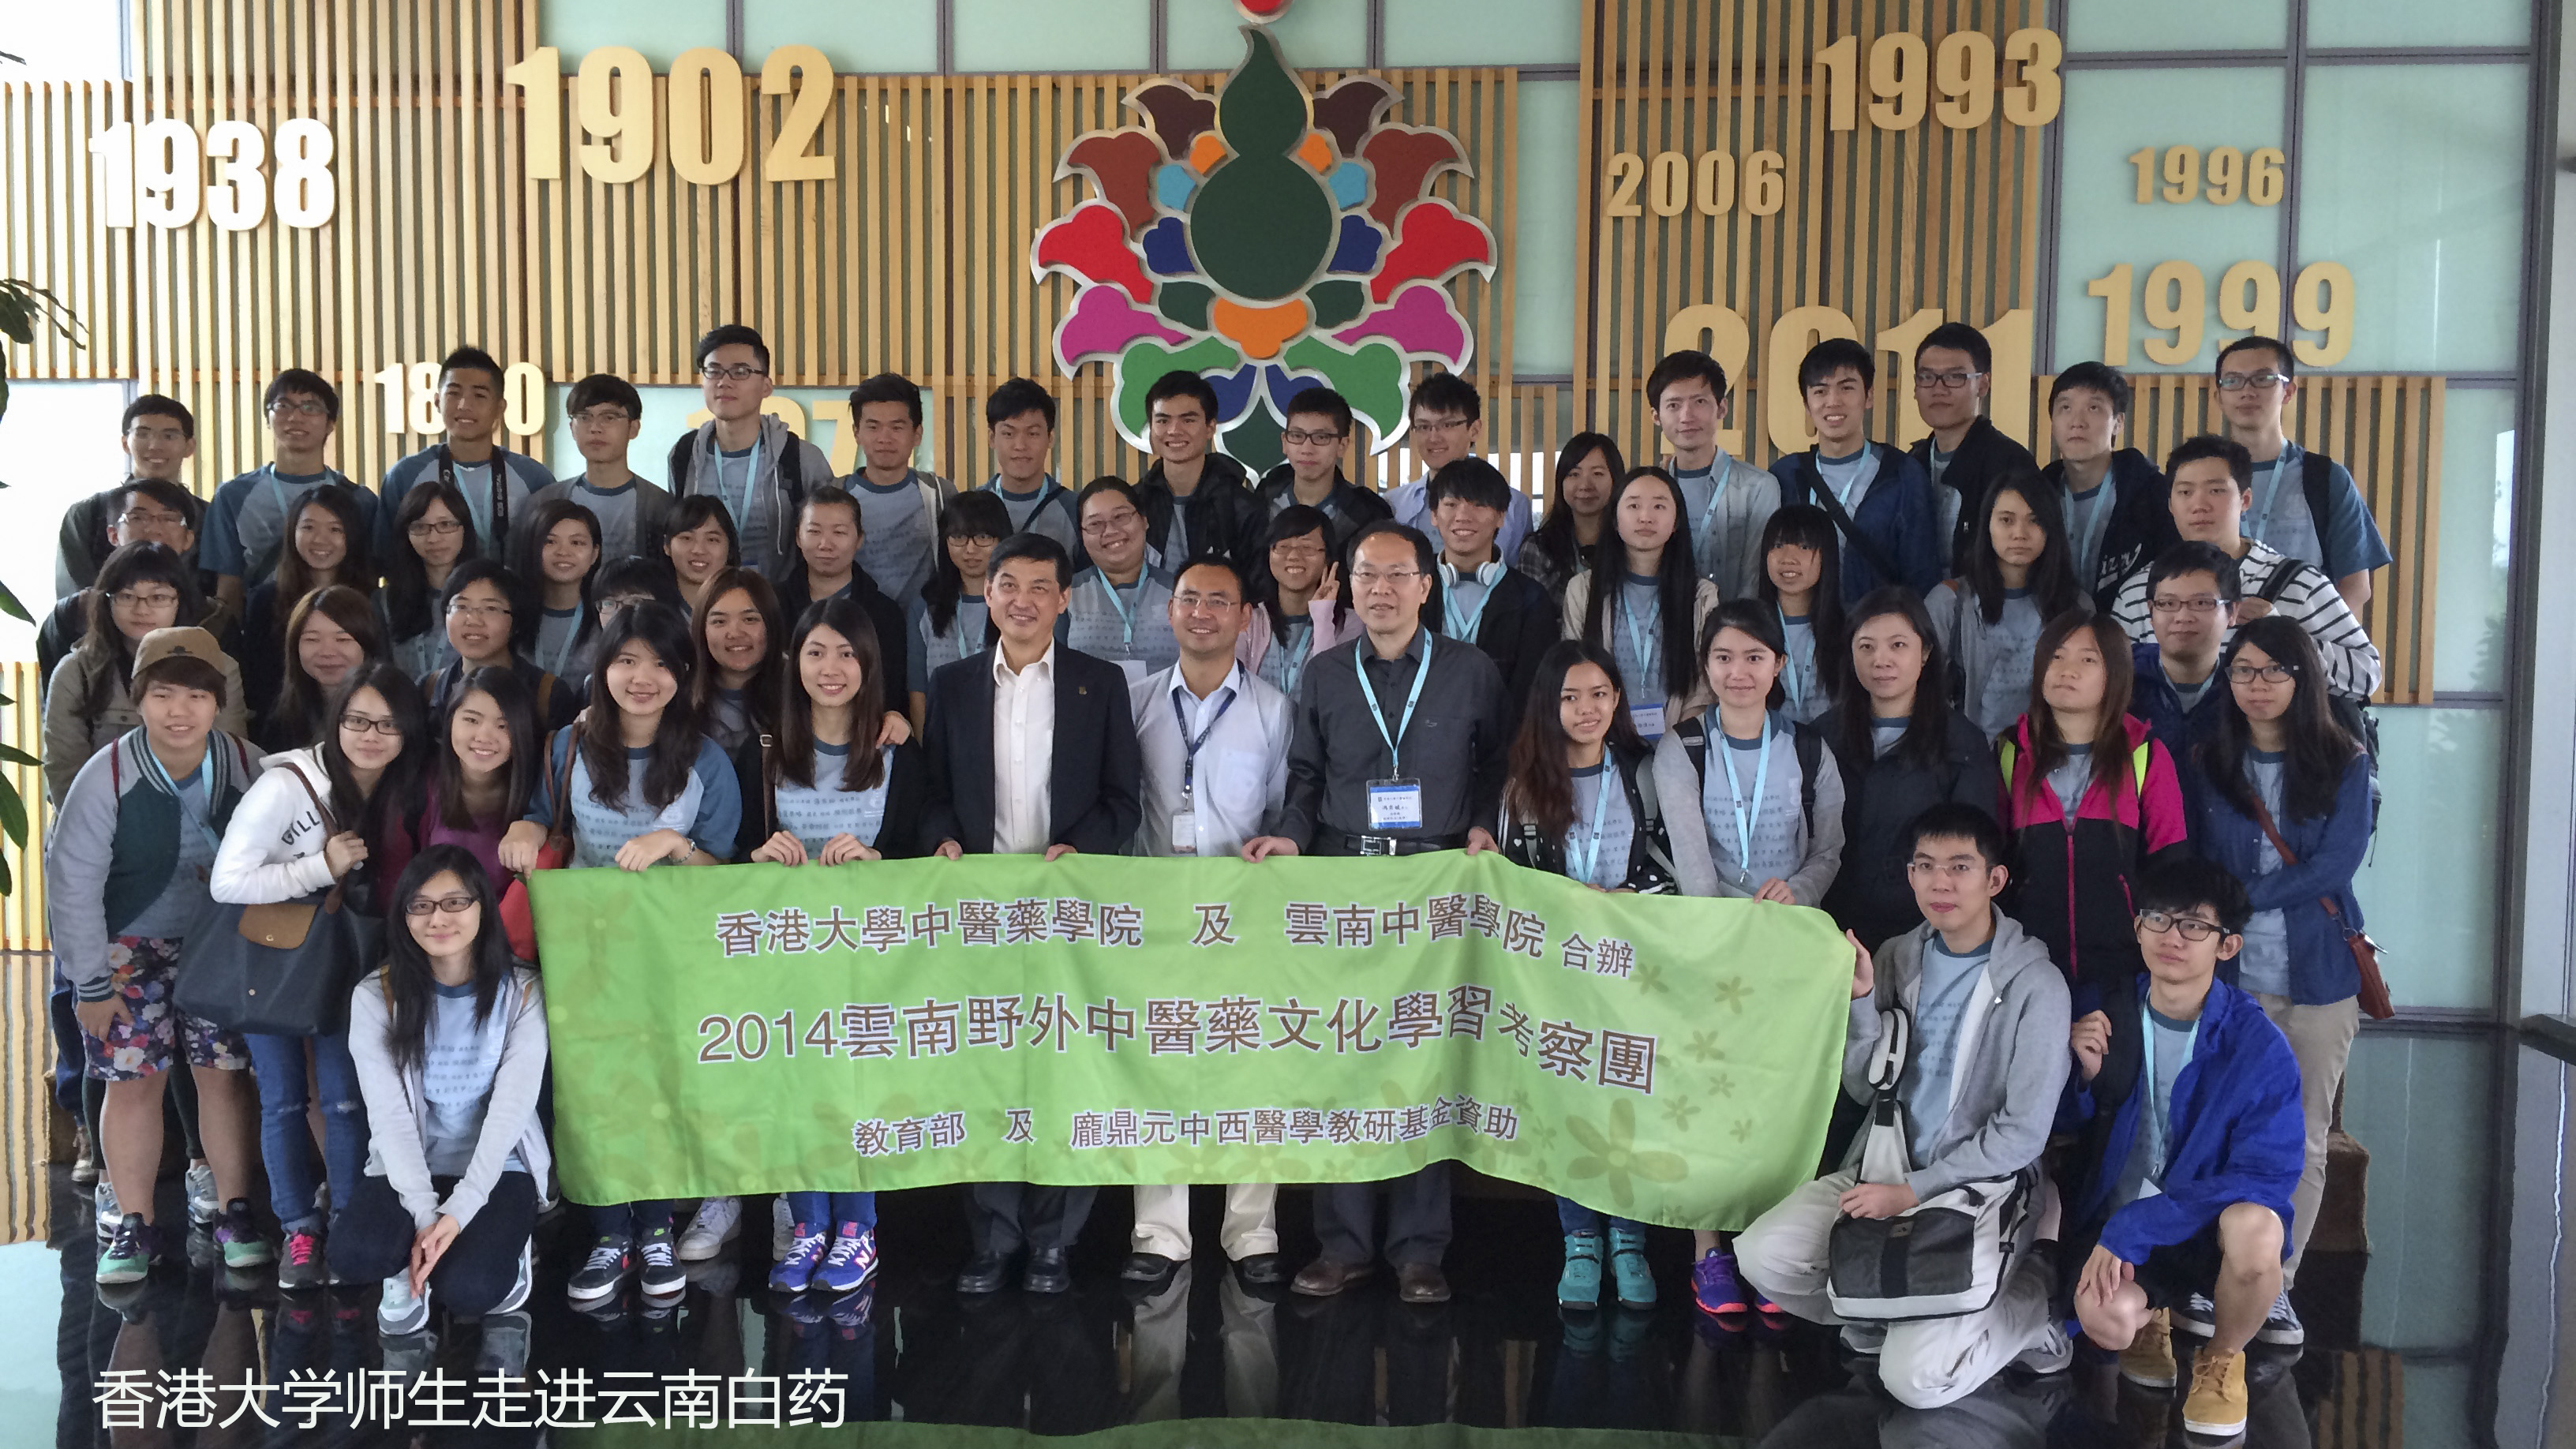 1902
1993
1938
2006
1996
1999
2011
香港大學中醫藥學院 及 雲南中醫學院 合辦
2014雲南野外中醫藥文化學習考察團
教育部 及 龐鼎元中西醫學教研基金資助
香港大学师生走进云南白药